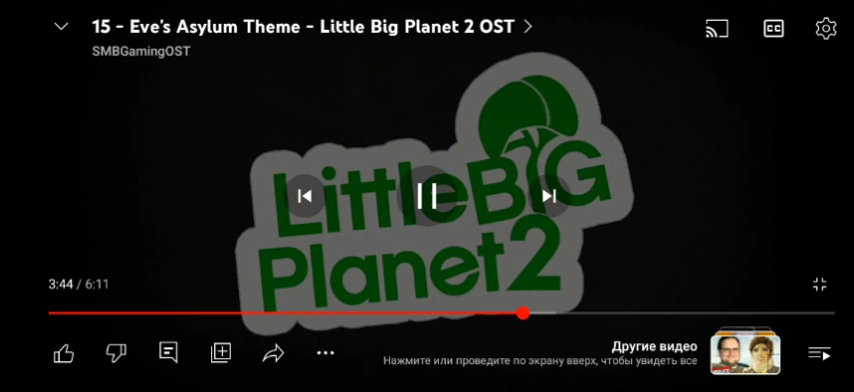 15 - Eve's Asylum Theme - Little Big Planet 2 OST
SMBGamingOST
CC
LittleBIG
Planet2
3:44 / 6:11
Другие видео
Нажмите или проведите по экрану вверх, чтобы увидеть все